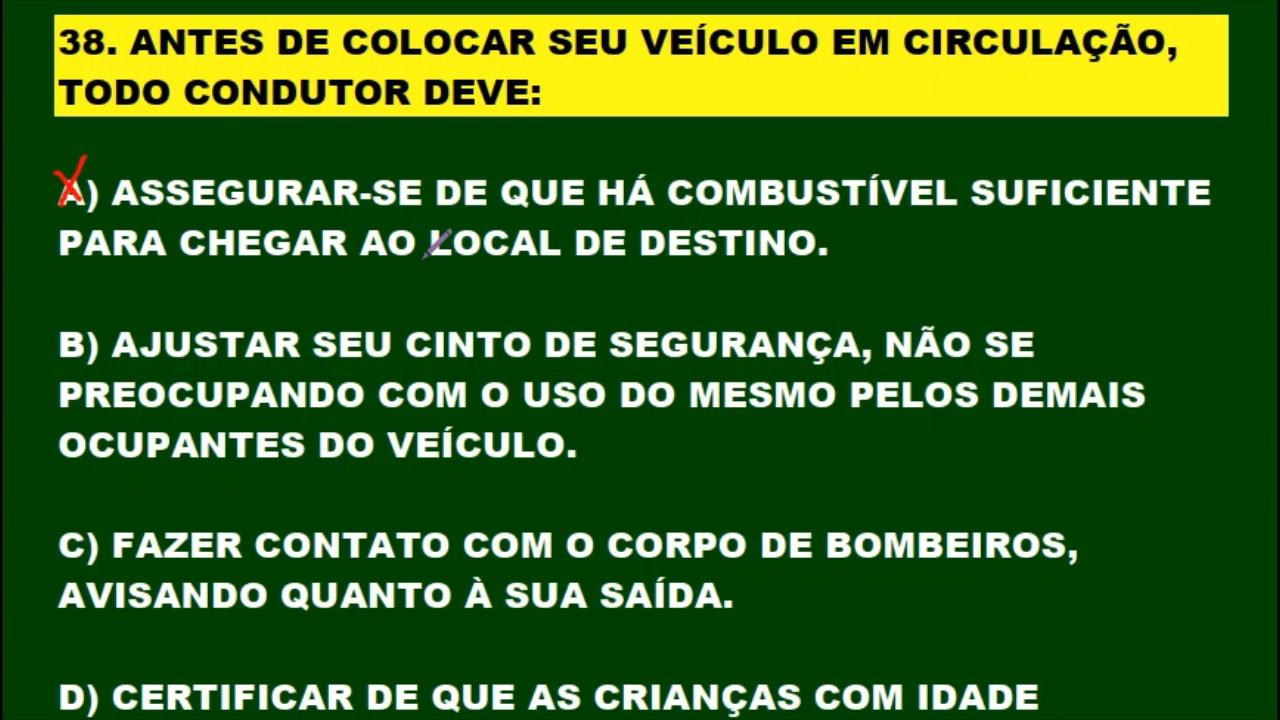 38. ANTES DE COLOCAR SEU VEÍCULO EM CIRCULAÇÃO,
TODO CONDUTOR DEVE:
A) ASSEGURAR-SE DE QUE HÁ COMBUSTÍVEL SUFICIENTE
PARA CHEGAR AO LOCAL DE DESTINO.
B) AJUSTAR SEU CINTO DE SEGURANÇA, NÃO SE
PREOCUPANDO COM O USO DO MESMO PELOS DEMAIS
OCUPANTES DO VEÍCULO.
C) FAZER CONTATO COM O CORPO DE BOMBEIROS,
AVISANDO QUANTO À SUA SAÍDA.
D) CERTIFICAR DE QUE AS CRIANÇAS COM IDADE